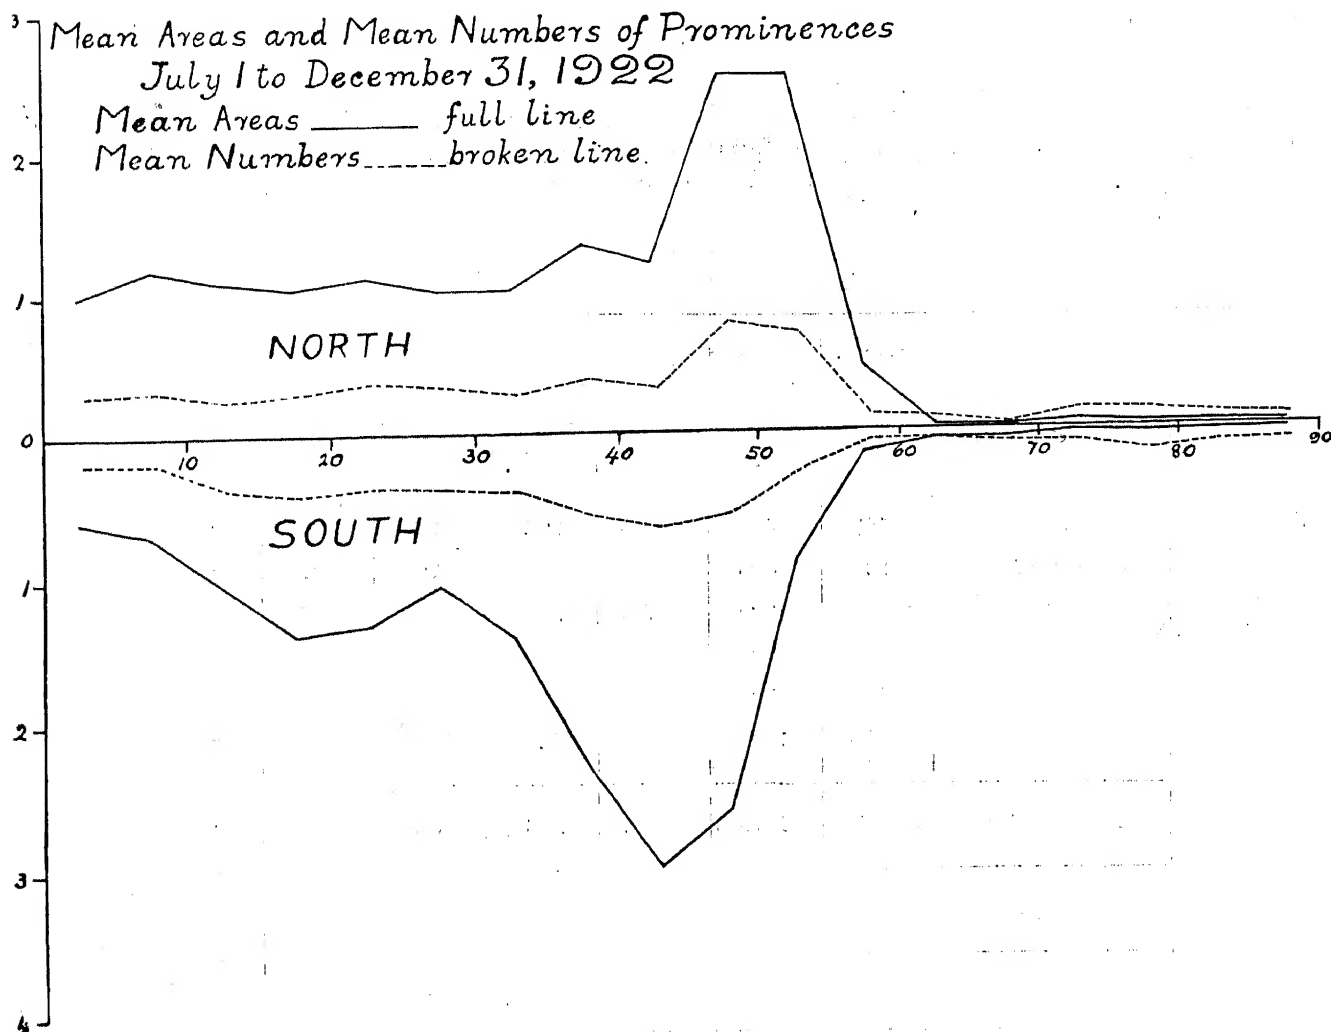 Mean Areas and Mean Numbers of Prominences
July 1 to December 31, 1922
Mean Areas ——— full line
Mean Numbers ------ broken line.
3
2
1
NORTH
0
10 20 30 40 50 60 70 80 90
SOUTH
1
2
3
4